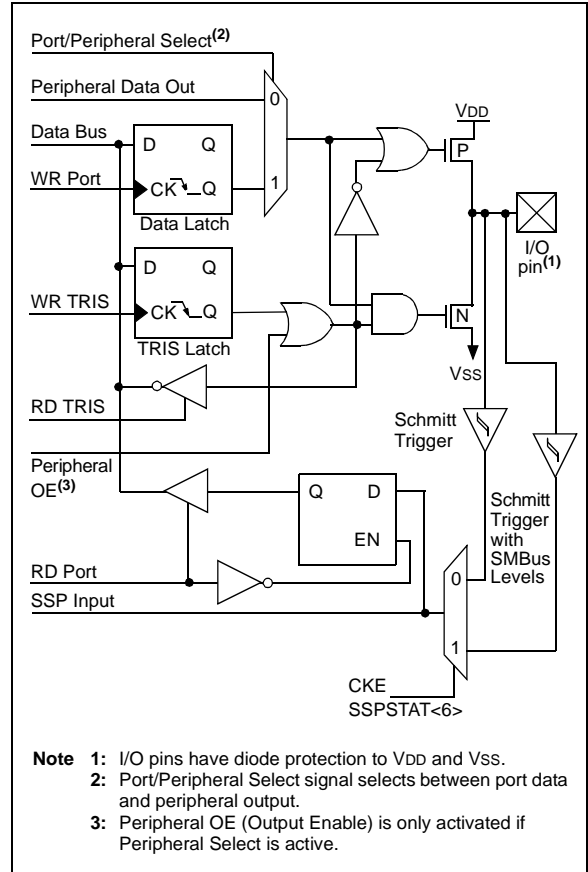 Port/Peripheral Select(2)
Peripheral Data Out
0
VDD
Data Bus
D Q
P
WR Port
CK Q
1
Data Latch
I/O
pin(1)
D Q
WR TRIS
CK Q
N
TRIS Latch
VSS
RD TRIS
Schmitt
Trigger
Peripheral
OE(3)
Q D
EN
Schmitt
Trigger
with
SMBus
Levels
RD Port
0
SSP Input
1
CKE
SSPSTAT<6>
Note 1: I/O pins have diode protection to VDD and VSS.
2: Port/Peripheral Select signal selects between port data
and peripheral output.
3: Peripheral OE (Output Enable) is only activated if
Peripheral Select is active.